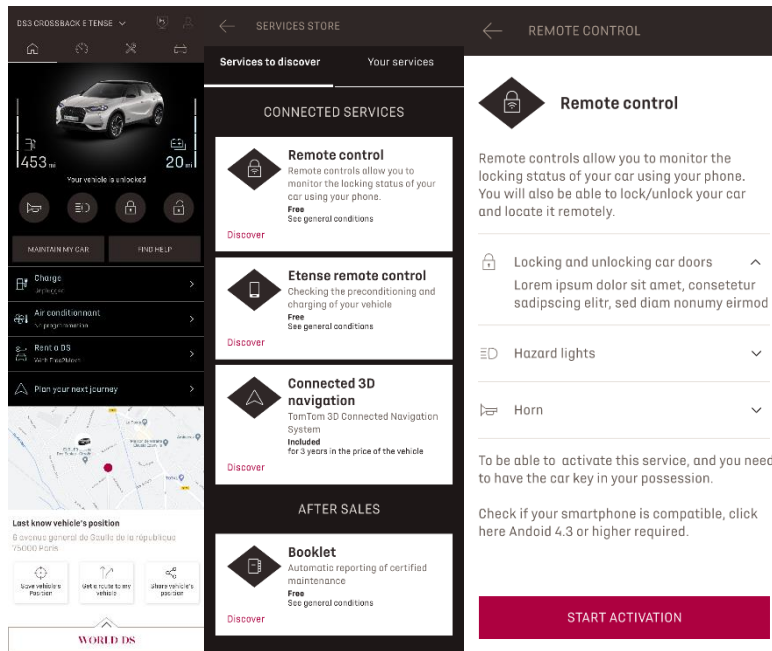 DS3 CROSSBACK E TENSE
453 mi
20 mi
Your vehicle is unlocked
MAINTAIN MY CAR
FIND HELP
Charge
Unplugged
Air conditionnant
No programmation
Rent a DS
With Free2Move
Plan your next journey
Last know vehicle's position
6 avenue general de Gaulle de la république
75000 Paris
Save vehicle's
Position
Get a route to my
vehicle
Share vehicle's
position
WORLD DS
SERVICES STORE
Services to discover
Your services
CONNECTED SERVICES
Remote control
Remote controls allow you to
monitor the locking status of your
car using your phone.
Free
See general conditions
Discover
Etense remote control
Checking the preconditioning and
charging of your vehicle
Free
See general conditions
Discover
Connected 3D
navigation
TomTom 3D Connected Navigation
System
Included
for 3 years in the price of the vehicle
Discover
AFTER SALES
Booklet
Automatic reporting of certified
maintenance
Free
See general conditions
Discover
REMOTE CONTROL
Remote control
Remote controls allow you to monitor the
locking status of your car using your phone.
You will also be able to lock/unlock your car
and locate it remotely.
Locking and unlocking car doors
Lorem ipsum dolor sit amet, consetetur
sadipscing elitr, sed diam nonumy eirmod
Hazard lights
Horn
To be able to activate this service, and you need
to have the car key in your possession.
Check if your smartphone is compatible, click
here Andoid 4.3 or higher required.
START ACTIVATION